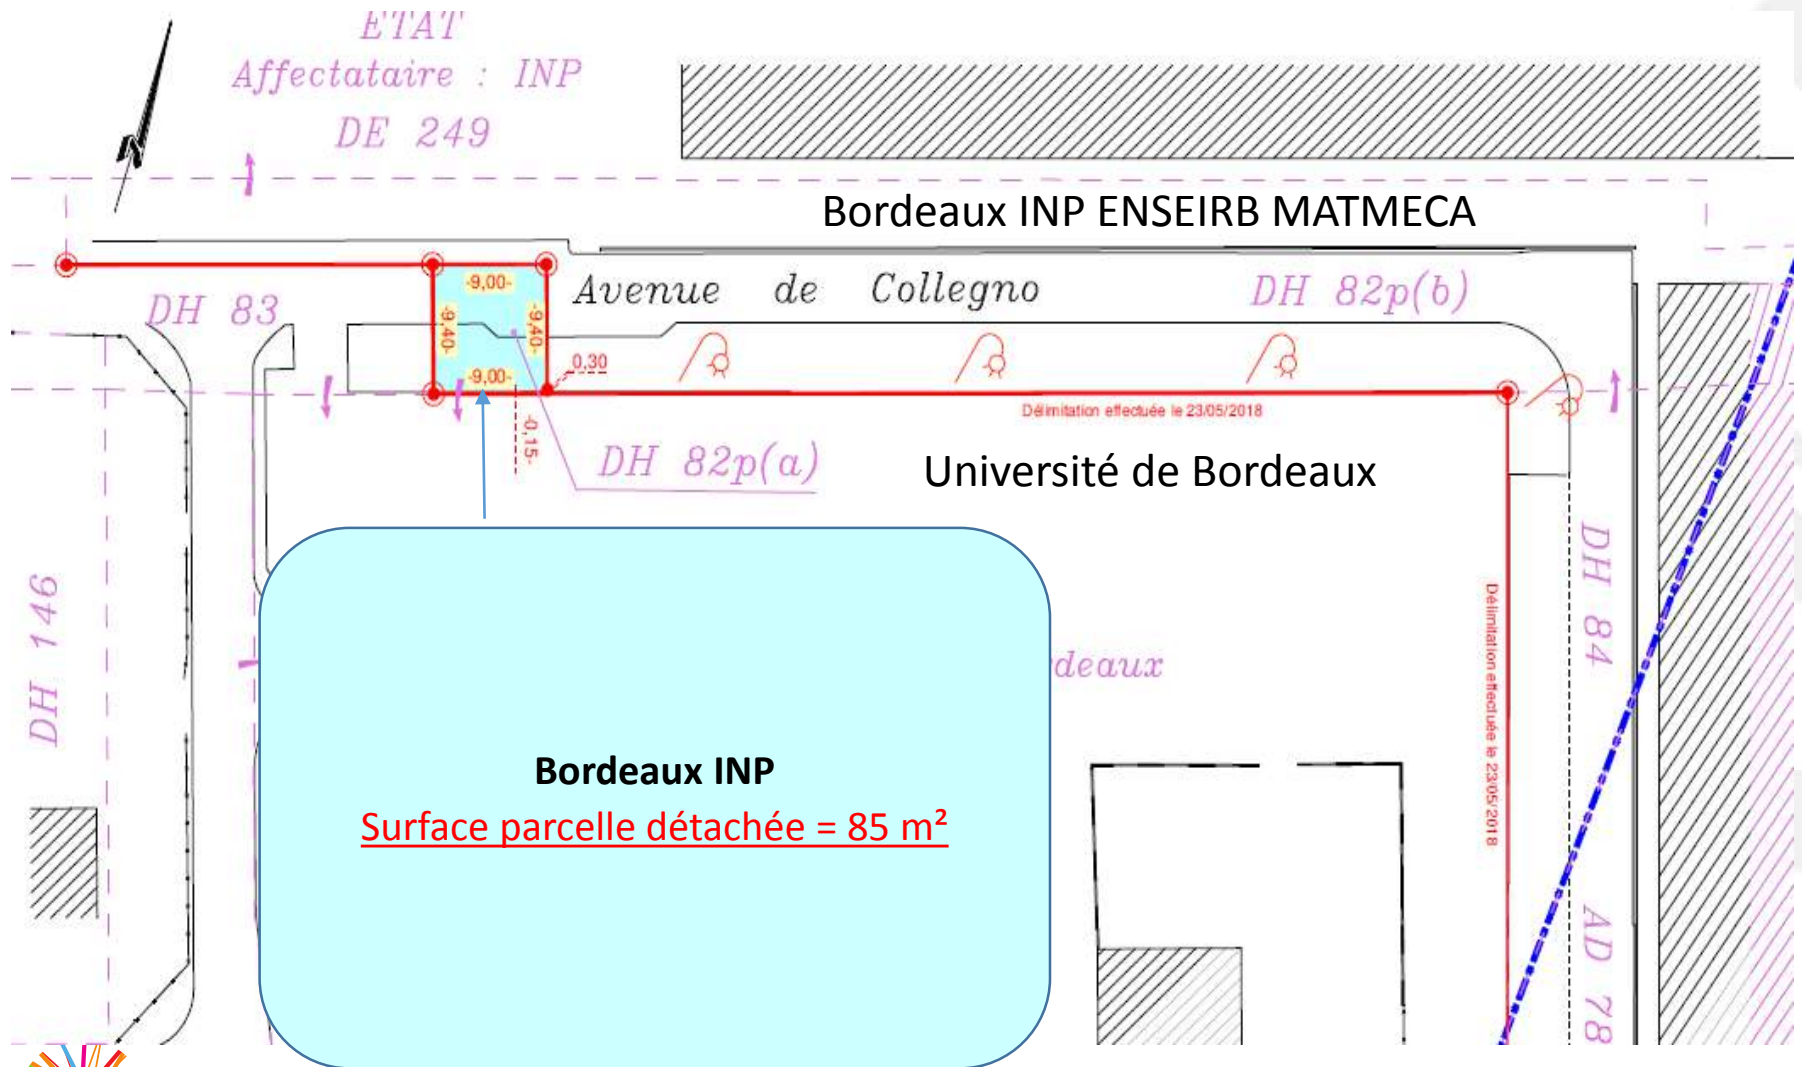 ETAT
Affectataire : INP
DE 249
N
Bordeaux INP ENSEIRB MATMECA
DH 83
-9,00-
Avenue de Collegno
DH 82p(b)
-9,40-
-9,40-
-9,00-
0,30
Délimitation effectuée le 23/05/2018
-0,15-
DH 82p(a)
Université de Bordeaux
DH 146
DH 84
Délimitation effectuée le 23/05/2018
rdeaux
Bordeaux INP
Surface parcelle détachée = 85 m²
AD 78